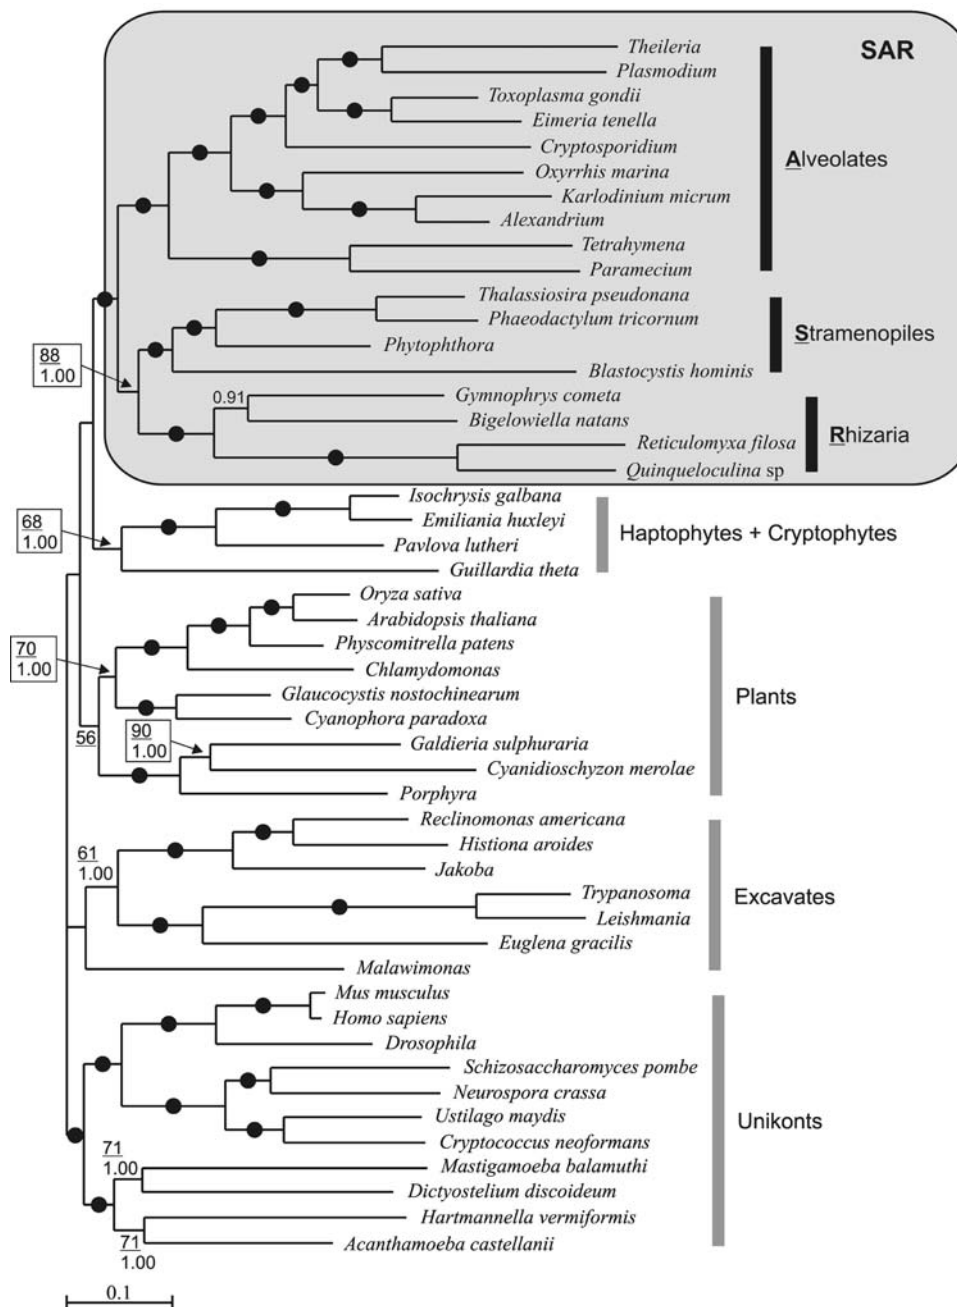 SAR
Theileria
Plasmodium
Toxoplasma gondii
Eimeria tenella
Cryptosporidium
Alveolates
Oxyrrhis marina
Karlodinium micrum
Alexandrium
Tetrahymena
Paramecium
Thalassiosira pseudonana
Phaeodactylum tricornum
Stramenopiles
Phytophthora
88
1.00
Blastocystis hominis
0.91
Gymnophrys cometa
Bigelowiella natans
Rhizaria
Reticulomyxa filosa
Quinqueloculina sp
Isochrysis galbana
68
1.00
Emiliania huxleyi
Haptophytes + Cryptophytes
Pavlova lutheri
Guillardia theta
Oryza sativa
Arabidopsis thaliana
Physcomitrella patens
70
1.00
Chlamydomonas
Glaucocystis nostochinearum
Plants
Cyanophora paradoxa
56
90
1.00
Galdieria sulphuraria
Cyanidioschyzon merolae
Porphyra
Reclinomonas americana
Histiona aroides
61
1.00
Jakoba
Trypanosoma
Excavates
Leishmania
Euglena gracilis
Malawimonas
Mus musculus
Homo sapiens
Drosophila
Schizosaccharomyces pombe
Neurospora crassa
Ustilago maydis
Unikonts
Cryptococcus neoformans
71
1.00
Mastigamoeba balamuthi
Dictyostelium discoideum
Hartmannella vermiformis
71
1.00
Acanthamoeba castellanii
0.1